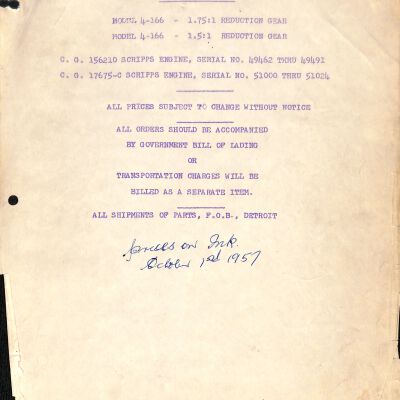 MODEL 4-166 - 1.75:1 REDUCTION GEAR
MODEL 4-166 - 1.5:1 REDUCTION GEAR
C. G. 156210 SCRIPPS ENGINE, SERIAL NO. 49462 THRU 49491
C. G. 17675-C SCRIPPS ENGINE, SERIAL NO. 51000 THRU 51024
ALL PRICES SUBJECT TO CHANGE WITHOUT NOTICE
ALL ORDERS SHOULD BE ACCOMPANIED
BY GOVERNMENT BILL OF LADING
OR
TRANSPORTATION CHARGES WILL BE
BILLED AS A SEPARATE ITEM.
ALL SHIPMENTS OF PARTS, F.O.B., DETROIT
on Ink.
October 1957